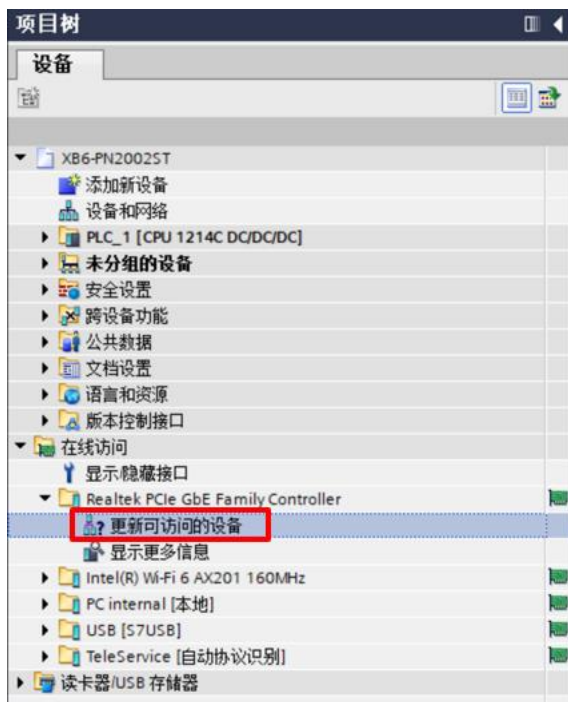 项目树
设备
XB6-PN2002ST
添加新设备
设备和网络
PLC_1 [CPU 1214C DC/DC/DC]
未分组的设备
安全设置
跨设备功能
公共数据
文档设置
语言和资源
版本控制接口
在线访问
显示/隐藏接口
Realtek PCIe GbE Family Controller
更新可访问的设备
显示更多信息
Intel(R) Wi-Fi 6 AX201 160MHz
PC internal [本地]
USB [S7USB]
TeleService [自动协议识别]
读卡器/USB 存储器